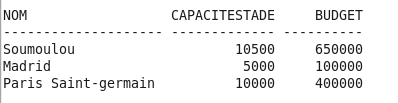 NOM                  CAPACITESTADE     BUDGET
-------------------- ------------- ----------
Soumoulou                    10500     650000
Madrid                        5000     100000
Paris Saint-germain          10000     400000